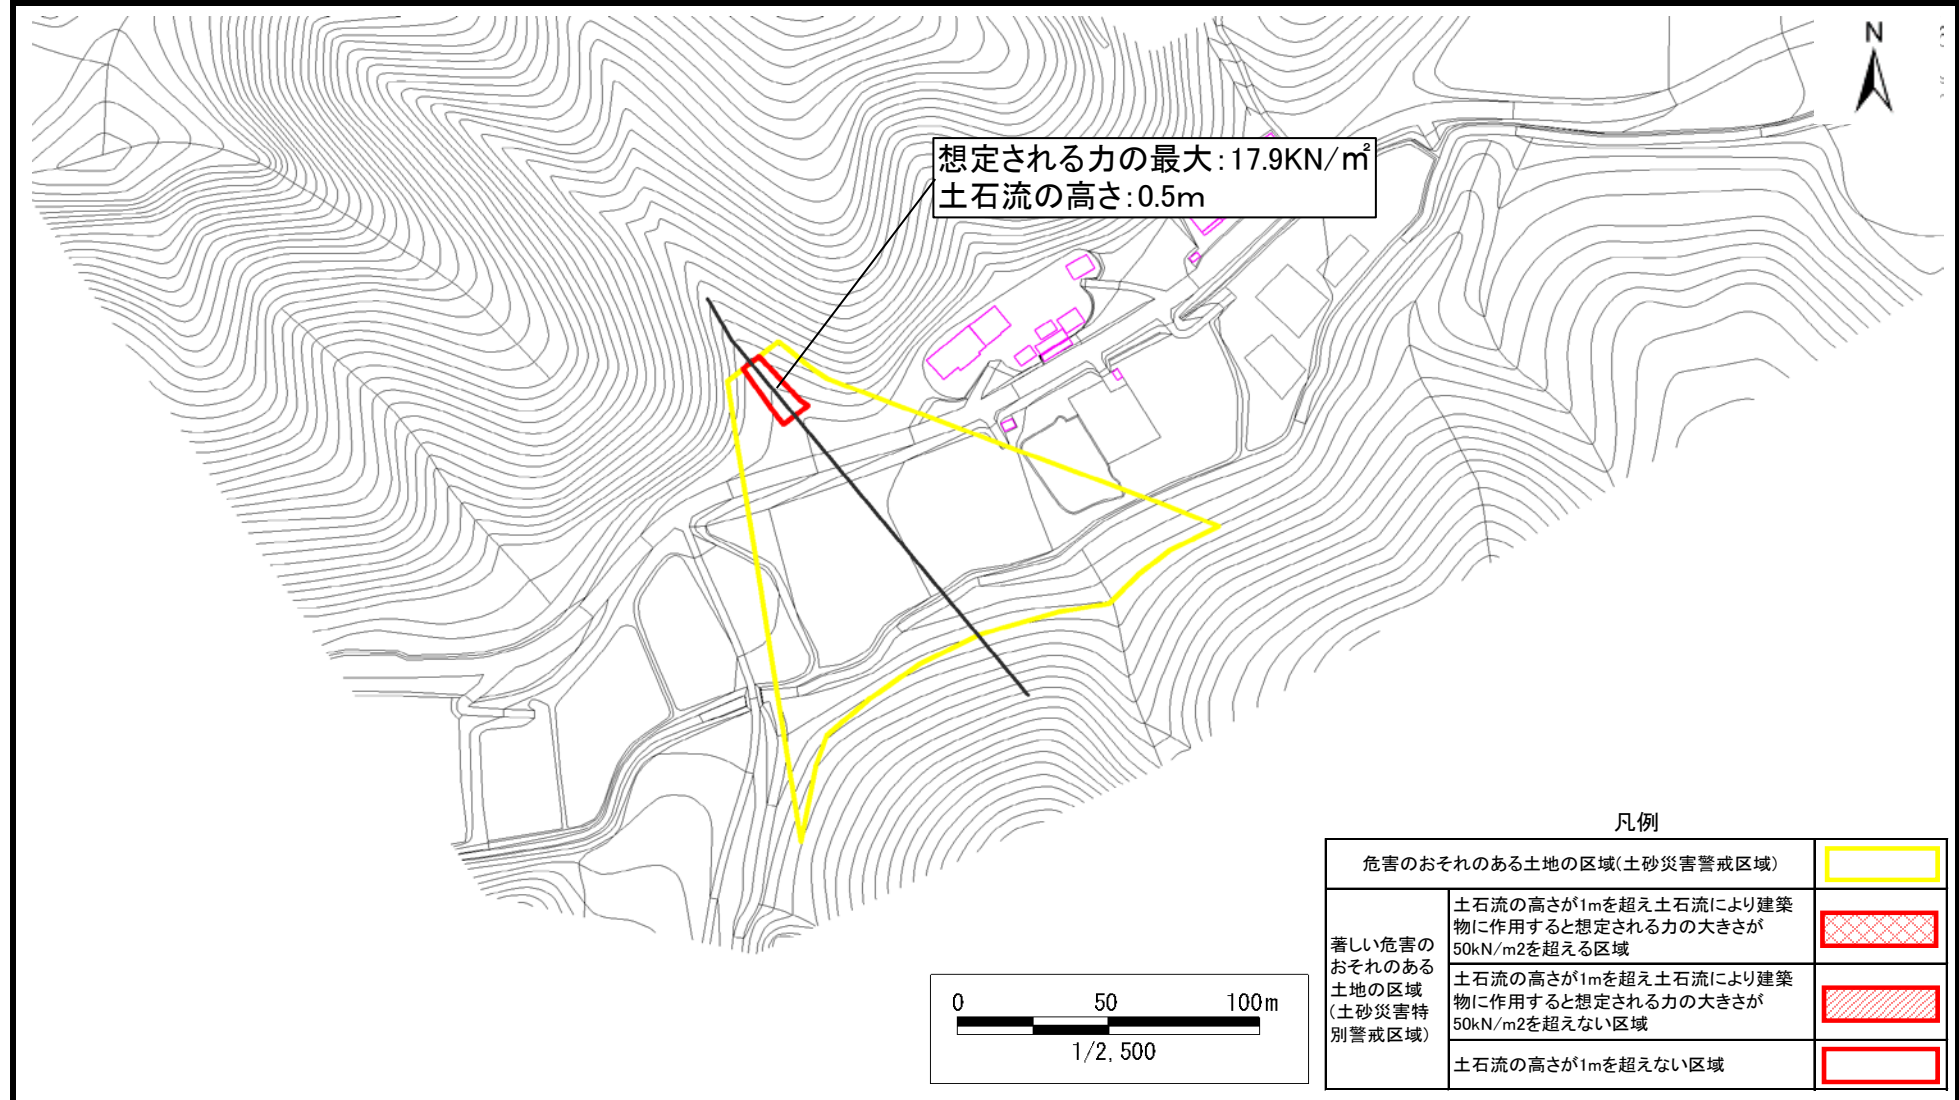 N
想定される力の最大：17.9KN/㎡
土石流の高さ：0.5m
凡例
危害のおそれのある土地の区域(土砂災害警戒区域)
著しい危害の
おそれのある
土地の区域
(土砂災害特
別警戒区域)
土石流の高さが1mを超え土石流により建築
物に作用すると想定される力の大きさが
50kN/m2を超える区域
土石流の高さが1mを超え土石流により建築
物に作用すると想定される力の大きさが
50kN/m2を超えない区域
土石流の高さが1mを超えない区域
0 50 100m
1/2,500